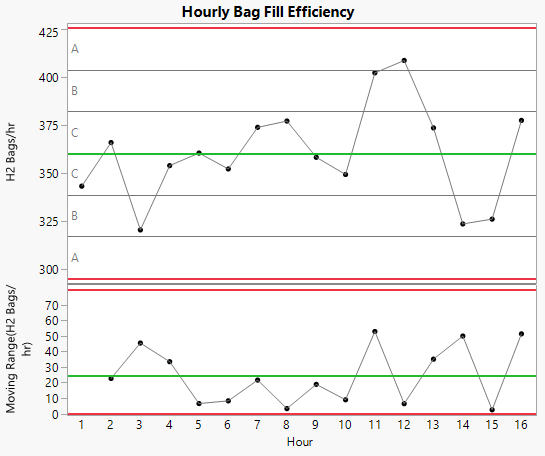 Hourly Bag Fill Efficiency
H2 Bags/hr
425
400
375
350
325
300
A
B
C
C
B
A
Moving Range(H2 Bags/
hr)
70
60
50
40
30
20
10
0
1 2 3 4 5 6 7 8 9 10 11 12 13 14 15 16
Hour